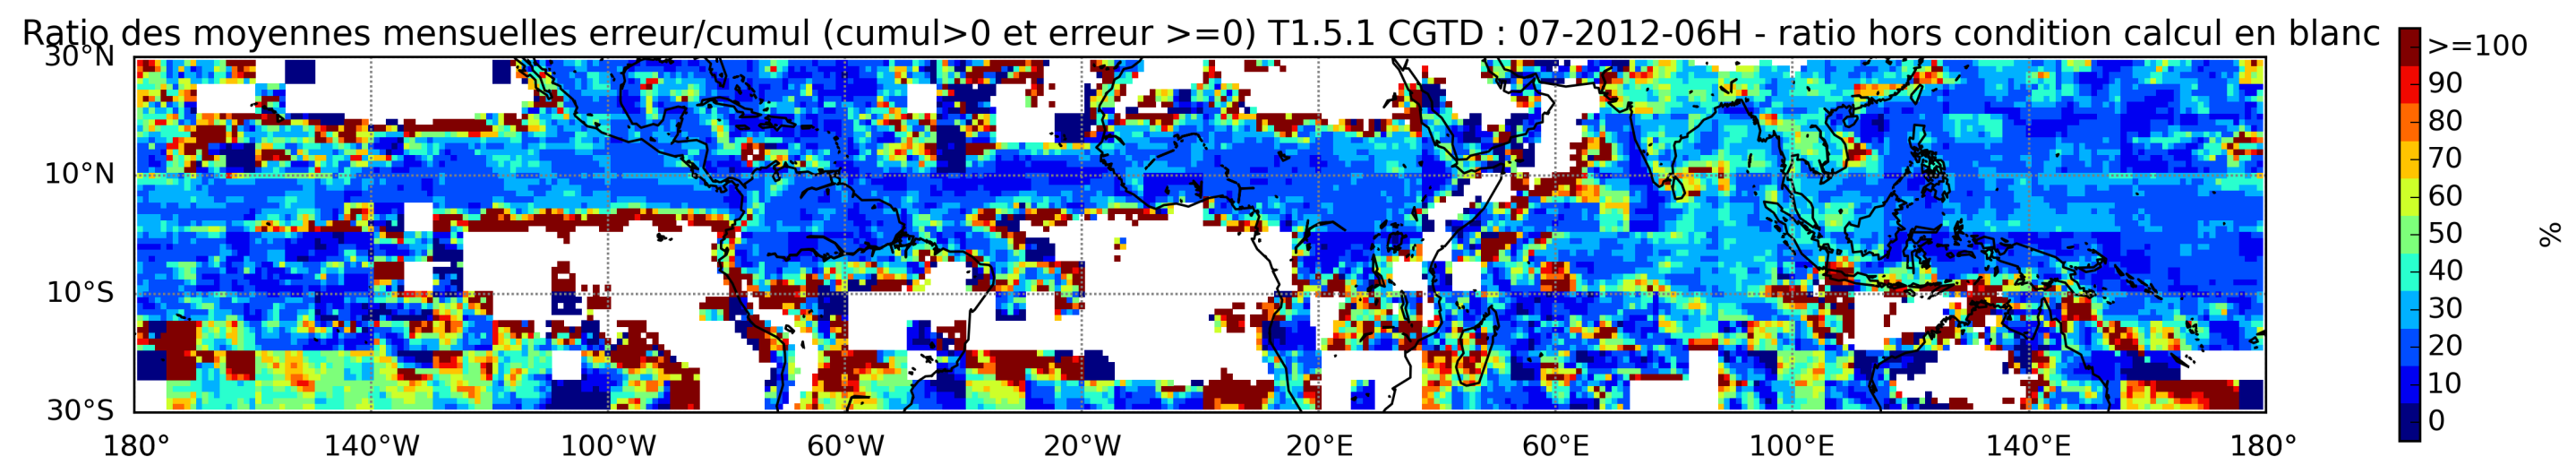 Ratio des moyennes mensuelles erreur/cumul (cumul>0 et erreur >=0) T1.5.1 CGTD : 07-2012-06H - ratio hors condition calcul en blanc
30°N
10°N
10°S
30°S
180° 140°W 100°W 60°W 20°W 20°E 60°E 100°E 140°E 180°
>=100
90
80
70
60
50
40
30
20
10
0
%